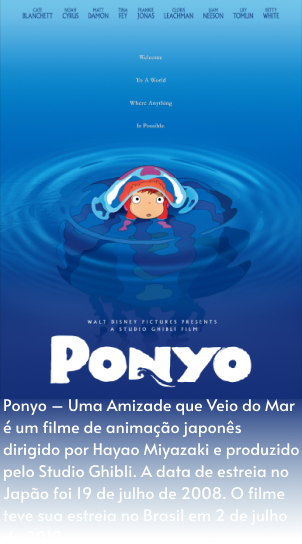 CATE BLANCHETT NOAH CYRUS MATT DAMON TINA FEY FRANKIE JONAS CLORIS LEACHMAN LIAM NEESON LILY TOMLIN BETTY WHITE
Welcome
To A World
Where Anything
Is Possible.
WALT DISNEY PICTURES PRESENTS
A STUDIO GHIBLI FILM
PONYO
Ponyo – Uma Amizade que Veio do Mar
é um filme de animação japonês
dirigido por Hayao Miyazaki e produzido
pelo Studio Ghibli. A data de estreia no
Japão foi 19 de julho de 2008. O filme
teve sua estreia no Brasil em 2 de julho